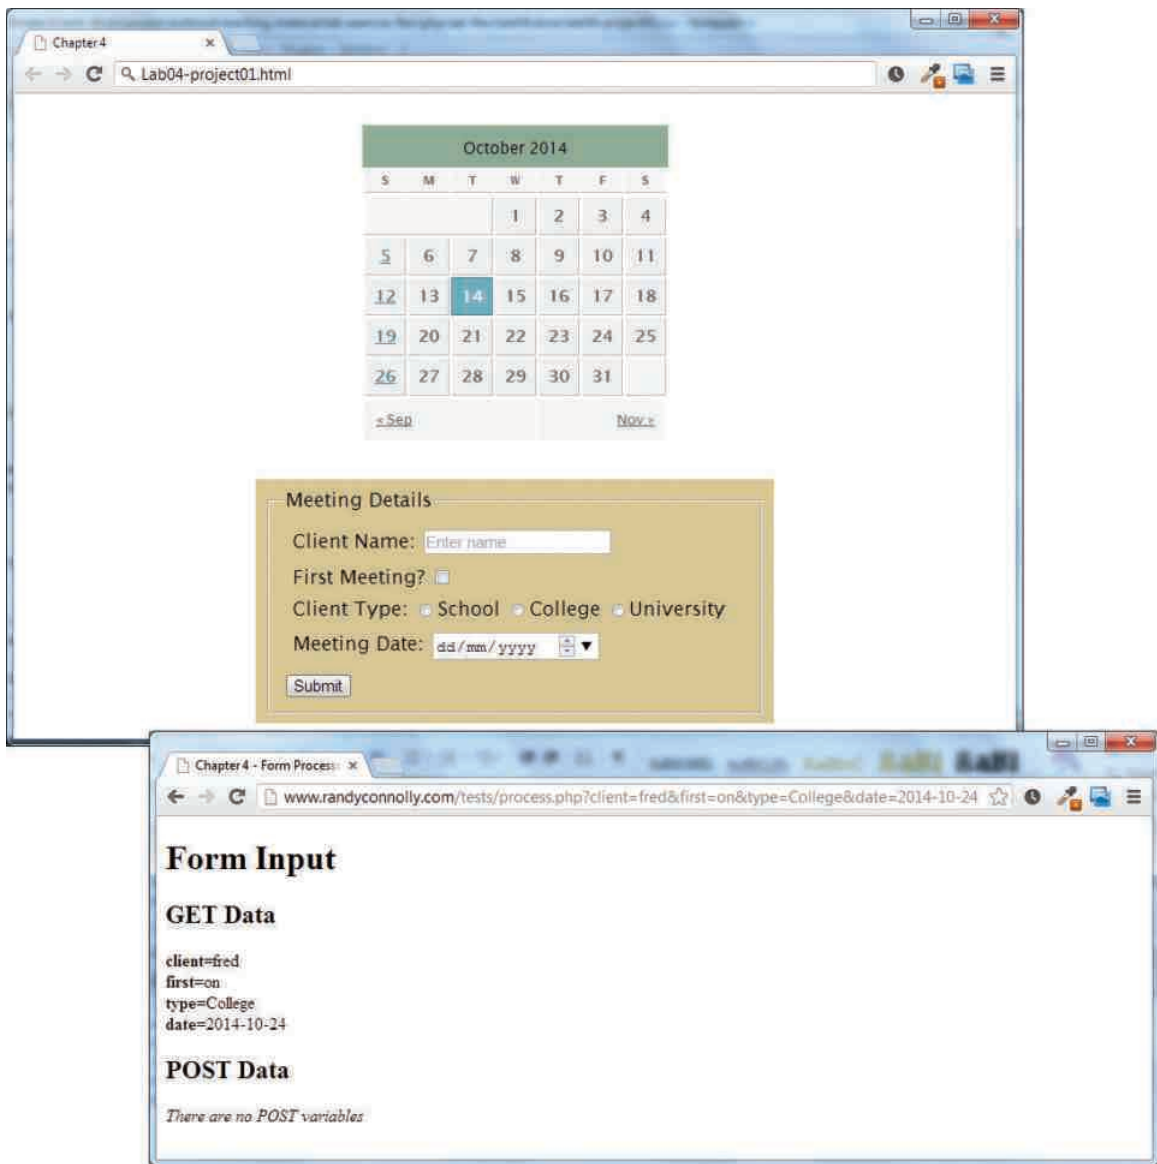 Chapter 4
Lab04-project01.html
October 2014
S M T W T F S
1 2 3 4
5 6 7 8 9 10 11
12 13 14 15 16 17 18
19 20 21 22 23 24 25
26 27 28 29 30 31
« Sep Nov »
Meeting Details
Client Name: Enter name
First Meeting?
Client Type: School College University
Meeting Date: dd/mm/yyyy
Submit
Chapter 4 - Form Process
www.randyconnolly.com/tests/process.php?client=fred&first=on&type=College&date=2014-10-24
Form Input
GET Data
client=fred
first=on
type=College
date=2014-10-24
POST Data
There are no POST variables